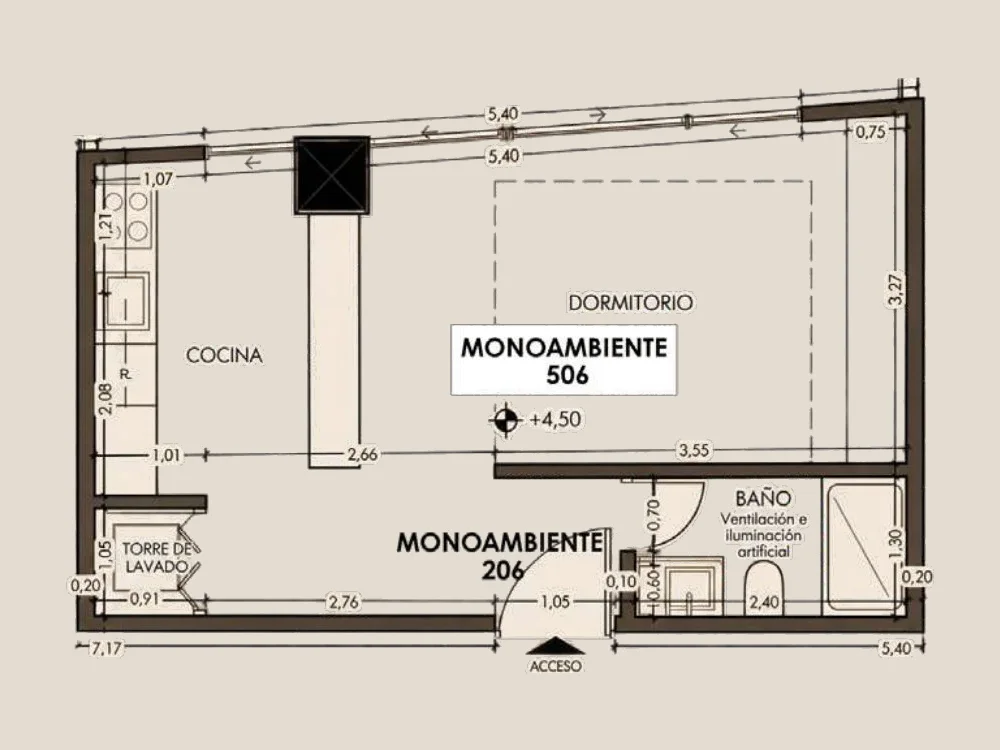 5,40
5,40
0,75
1,07
1,21
3,27
DORMITORIO
MONOAMBIENTE
506
COCINA
R.
2,08
+4,50
1,01
2,66
3,55
BAÑO
Ventilación e
iluminación
artificial
0,70
MONOAMBIENTE
206
TORRE DE
LAVADO
1,05
1,30
0,20
0,10
0,60
0,20
0,91
2,76
1,05
2,40
7,17
5,40
ACCESO